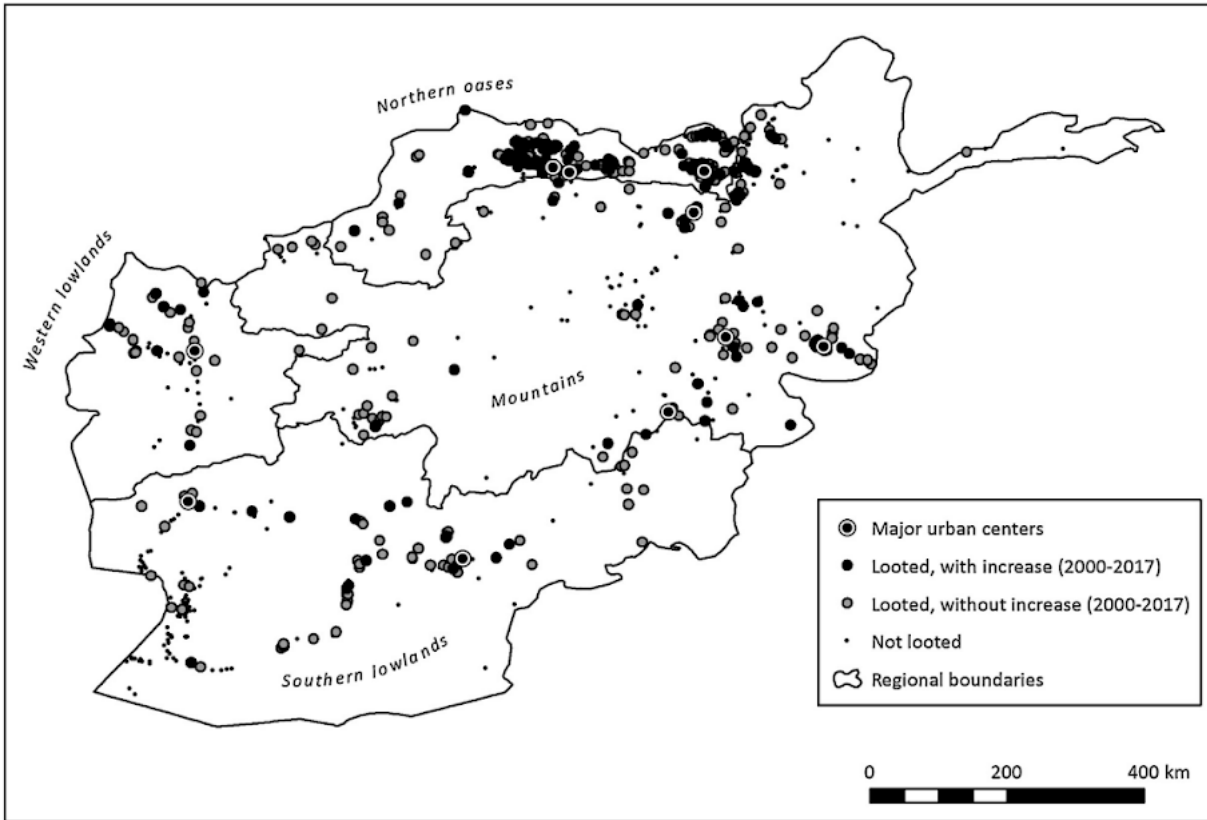 Northern oases
Western lowlands
Mountains
Southern lowlands
Major urban centers
Looted, with increase (2000-2017)
Looted, without increase (2000-2017)
Not looted
Regional boundaries
0 200 400 km